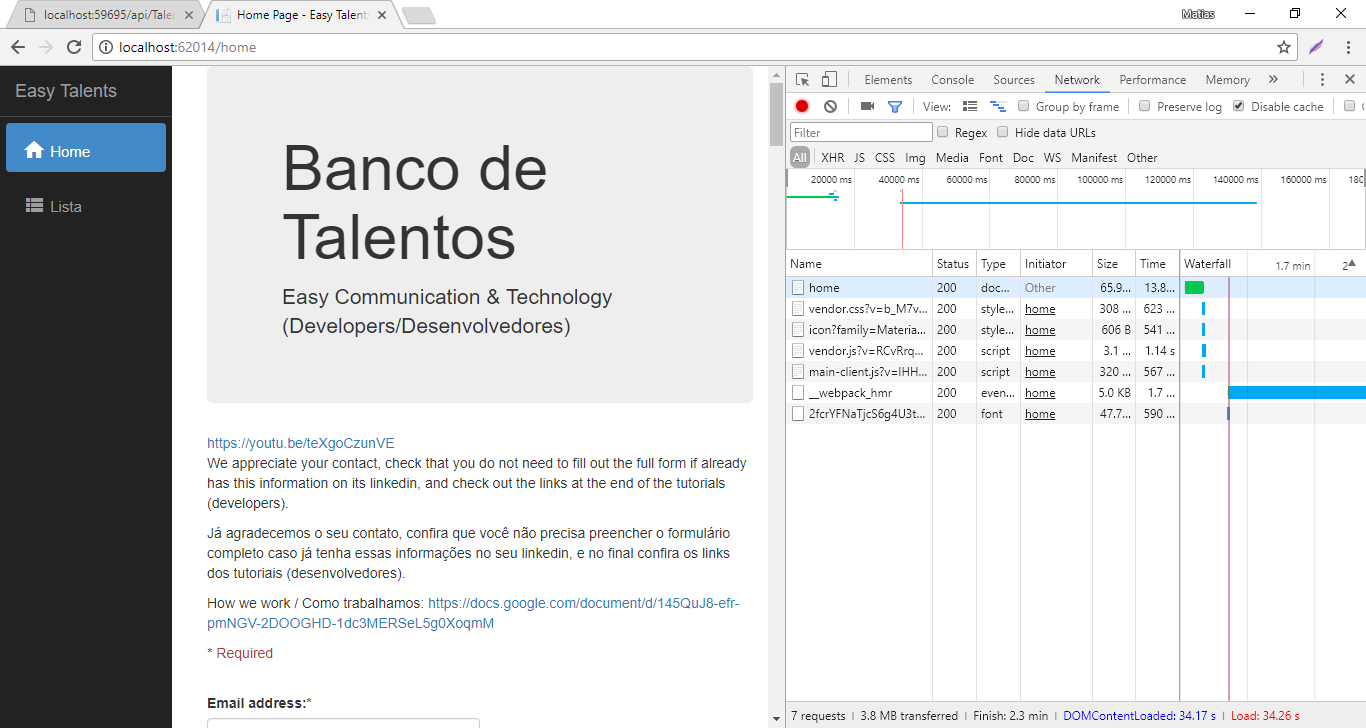 localhost:59695/api/Talen
Home Page - Easy Talents
Matias
localhost:62014/home
Easy Talents
Home
Lista
Banco de
Talentos
Easy Communication & Technology
(Developers/Desenvolvedores)
https://youtu.be/teXgoCzunVE
We appreciate your contact, check that you do not need to fill out the full form if already
has this information on its linkedin, and check out the links at the end of the tutorials
(developers).
Já agradecemos o seu contato, confira que você não precisa preencher o formulário
completo caso já tenha essas informações no seu linkedin, e no final confira os links
dos tutoriais (desenvolvedores).
How we work / Como trabalhamos: https://docs.google.com/document/d/145QuJ8-efr-
pmNGV-2DOOGHD-1dc3MERSeL5g0XoqmM
* Required
Email address:*
Elements Console Sources Network Performance Memory »
View: Group by frame Preserve log Disable cache
Filter Regex Hide data URLs
All XHR JS CSS Img Media Font Doc WS Manifest Other
20000 ms 40000 ms 60000 ms 80000 ms 100000 ms 120000 ms 140000 ms 160000 ms 180
Name Status Type Initiator Size Time Waterfall 1.7 min 2
home 200 doc... Other 65.9... 13.8...
vendor.css?v=b_M7v... 200 style... home 308 ... 623 ...
icon?family=Materia... 200 style... home 606 B 541 ...
vendor.js?v=RCvRrq... 200 script home 3.1 ... 1.14 s
main-client.js?v=IHH... 200 script home 320 ... 567 ...
__webpack_hmr 200 even... home 5.0 KB 1.7 ...
2fcrYFNaTjcS6g4U3t... 200 font home 47.7... 590 ...
7 requests | 3.8 MB transferred | Finish: 2.3 min | DOMContentLoaded: 34.17 s | Load: 34.26 s